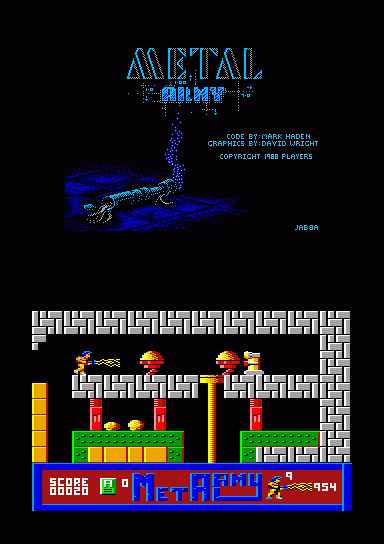 METAL
ARMY
CODE BY:MARK HADEN
GRAPHICS BY:DAVID WRIGHT
COPYRIGHT 1988 PLAYERS
JABBA
SCORE
00020
A 0
METAL ARMY
9
954